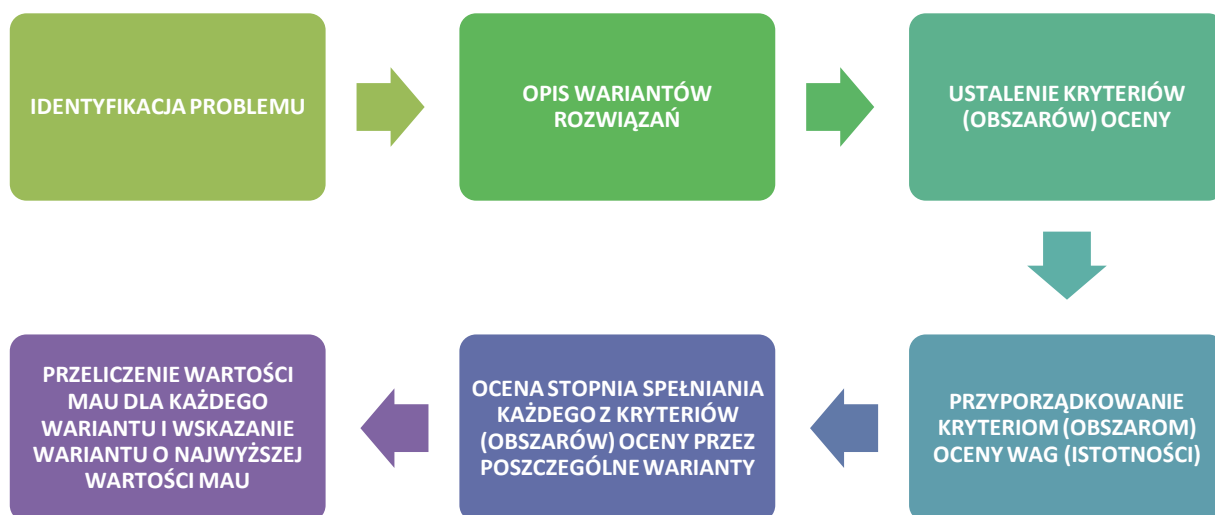 IDENTYFIKACJA PROBLEMU
OPIS WARIANTÓW
ROZWIĄZAŃ
USTALENIE KRYTERIÓW
(OBSZARÓW) OCENY
PRZYPORZĄDKOWANIE
KRYTERIOM (OBSZAROM)
OCENY WAG (ISTOTNOŚCI)
OCENA STOPNIA SPEŁNIANIA
KAŻDEGO Z KRYTERIÓW
(OBSZARÓW) OCENY PRZEZ
POSZCZEGÓLNE WARIANTY
PRZELICZENIE WARTOŚCI
MAU DLA KAŻDEGO
WARIANTU I WSKAZANIE
WARIANTU O NAJWYŻSZEJ
WARTOŚCI MAU